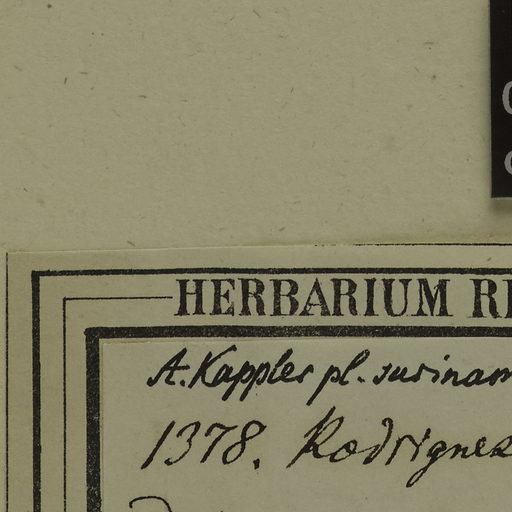 HERBARIUM
A. Kappler pl. surinam
1378. Rodrigues